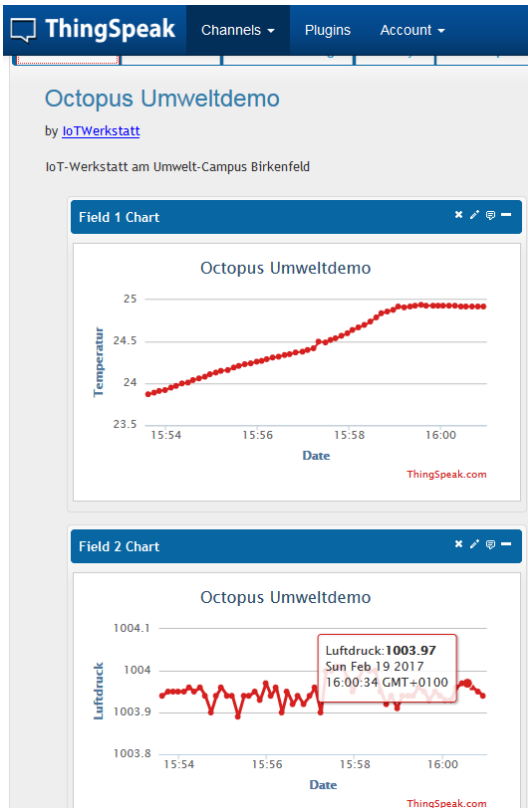 ThingSpeak Channels Plugins Account
Octopus Umweltdemo
by IoTWerkstatt
IoT-Werkstatt am Umwelt-Campus Birkenfeld
Field 1 Chart
Octopus Umweltdemo
25
24.5
24
23.5
Temperatur
15:54 15:56 15:58 16:00
Date
ThingSpeak.com
Field 2 Chart
Octopus Umweltdemo
1004.1
1004
1003.9
1003.8
Luftdruck
Luftdruck:1003.97
Sun Feb 19 2017
16:00:34 GMT+0100
15:54 15:56 15:58 16:00
Date
ThingSpeak.com